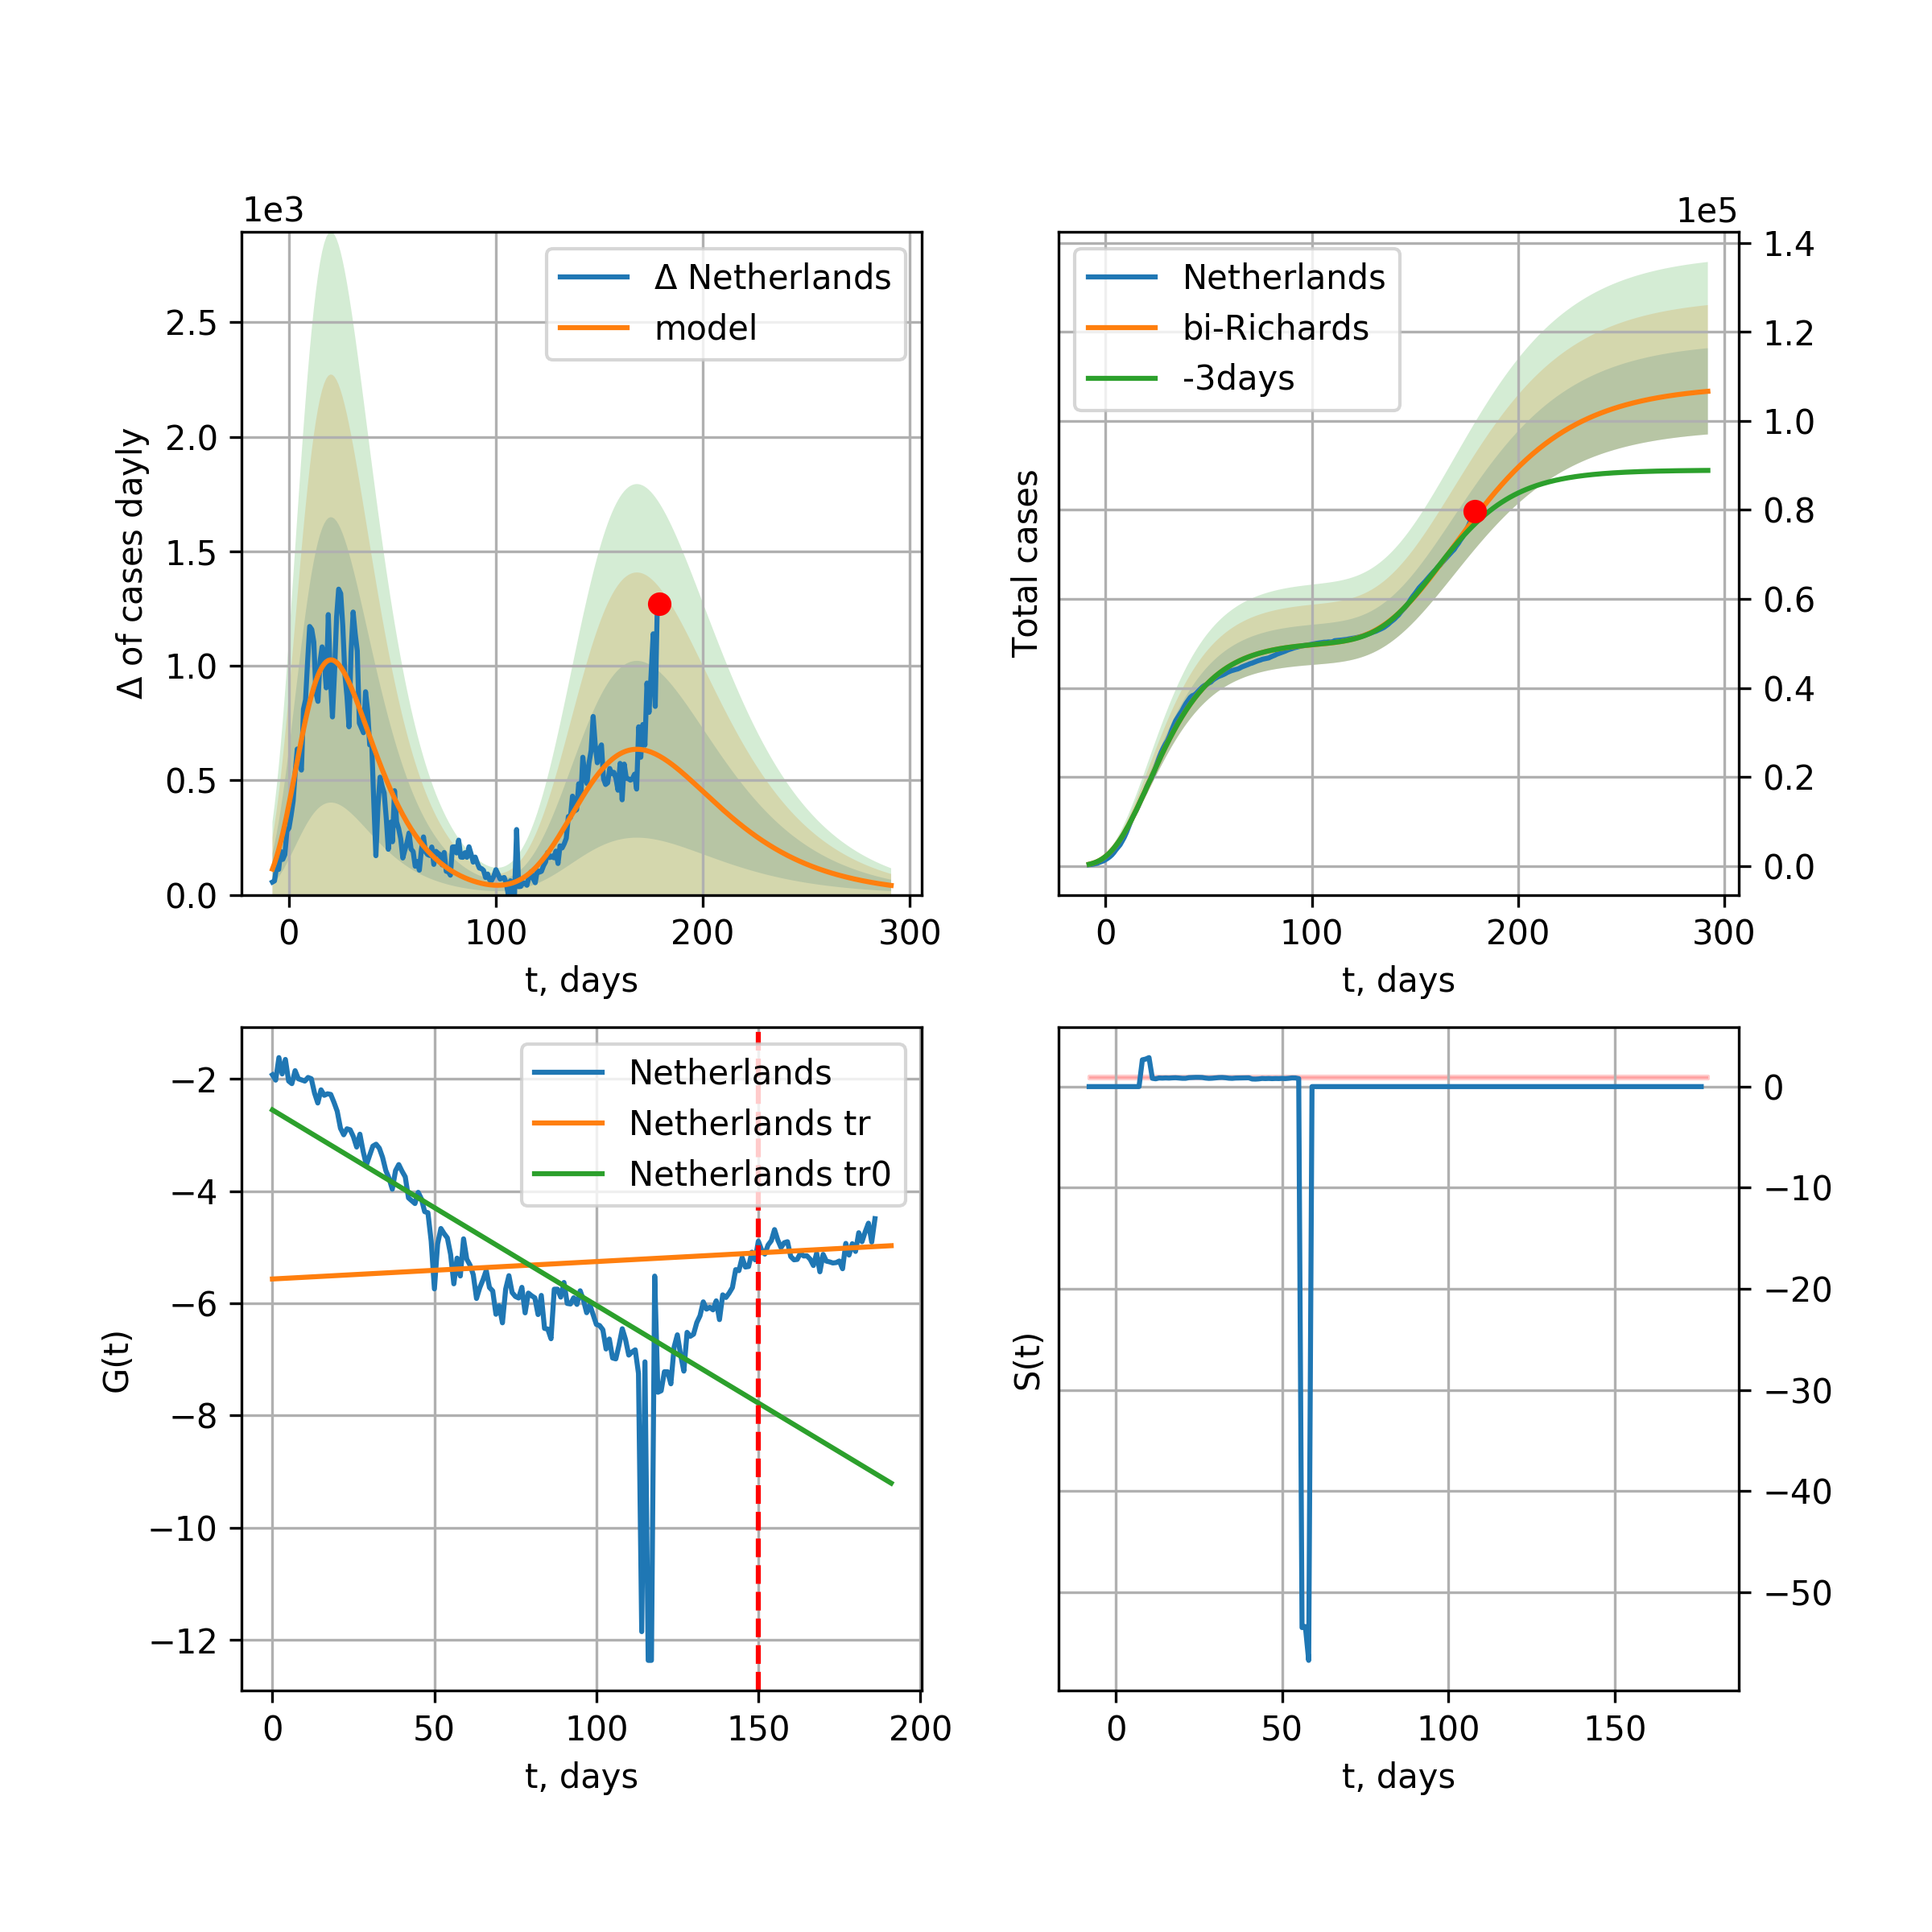 1e3
Δ Netherlands
model
2.5
2.0
1.5
1.0
0.5
0.0
Δ of cases dayly
0 100 200 300
t, days
1e5
Netherlands
bi-Richards
-3days
1.4
1.2
1.0
0.8
0.6
0.4
0.2
0.0
Total cases
0 100 200 300
t, days
Netherlands
Netherlands tr
Netherlands tr0
−2
−4
−6
−8
−10
−12
G(t)
0 50 100 150 200
t, days
0
−10
−20
−30
−40
−50
S(t)
0 50 100 150
t, days